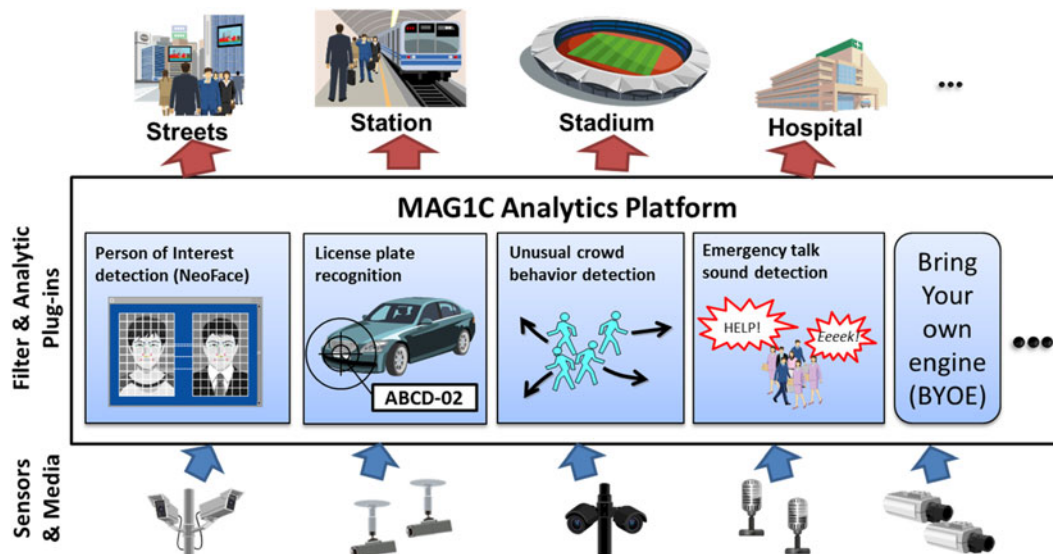 Streets
Station
Stadium
Hospital
...
MAG1C Analytics Platform
Filter & Analytic
Plug-ins
Person of Interest
detection (NeoFace)
License plate
recognition
ABCD-02
Unusual crowd
behavior detection
Emergency talk
sound detection
HELP!
Eeeek!
Bring
Your
own
engine
(BYOE)
...
Sensors
& Media